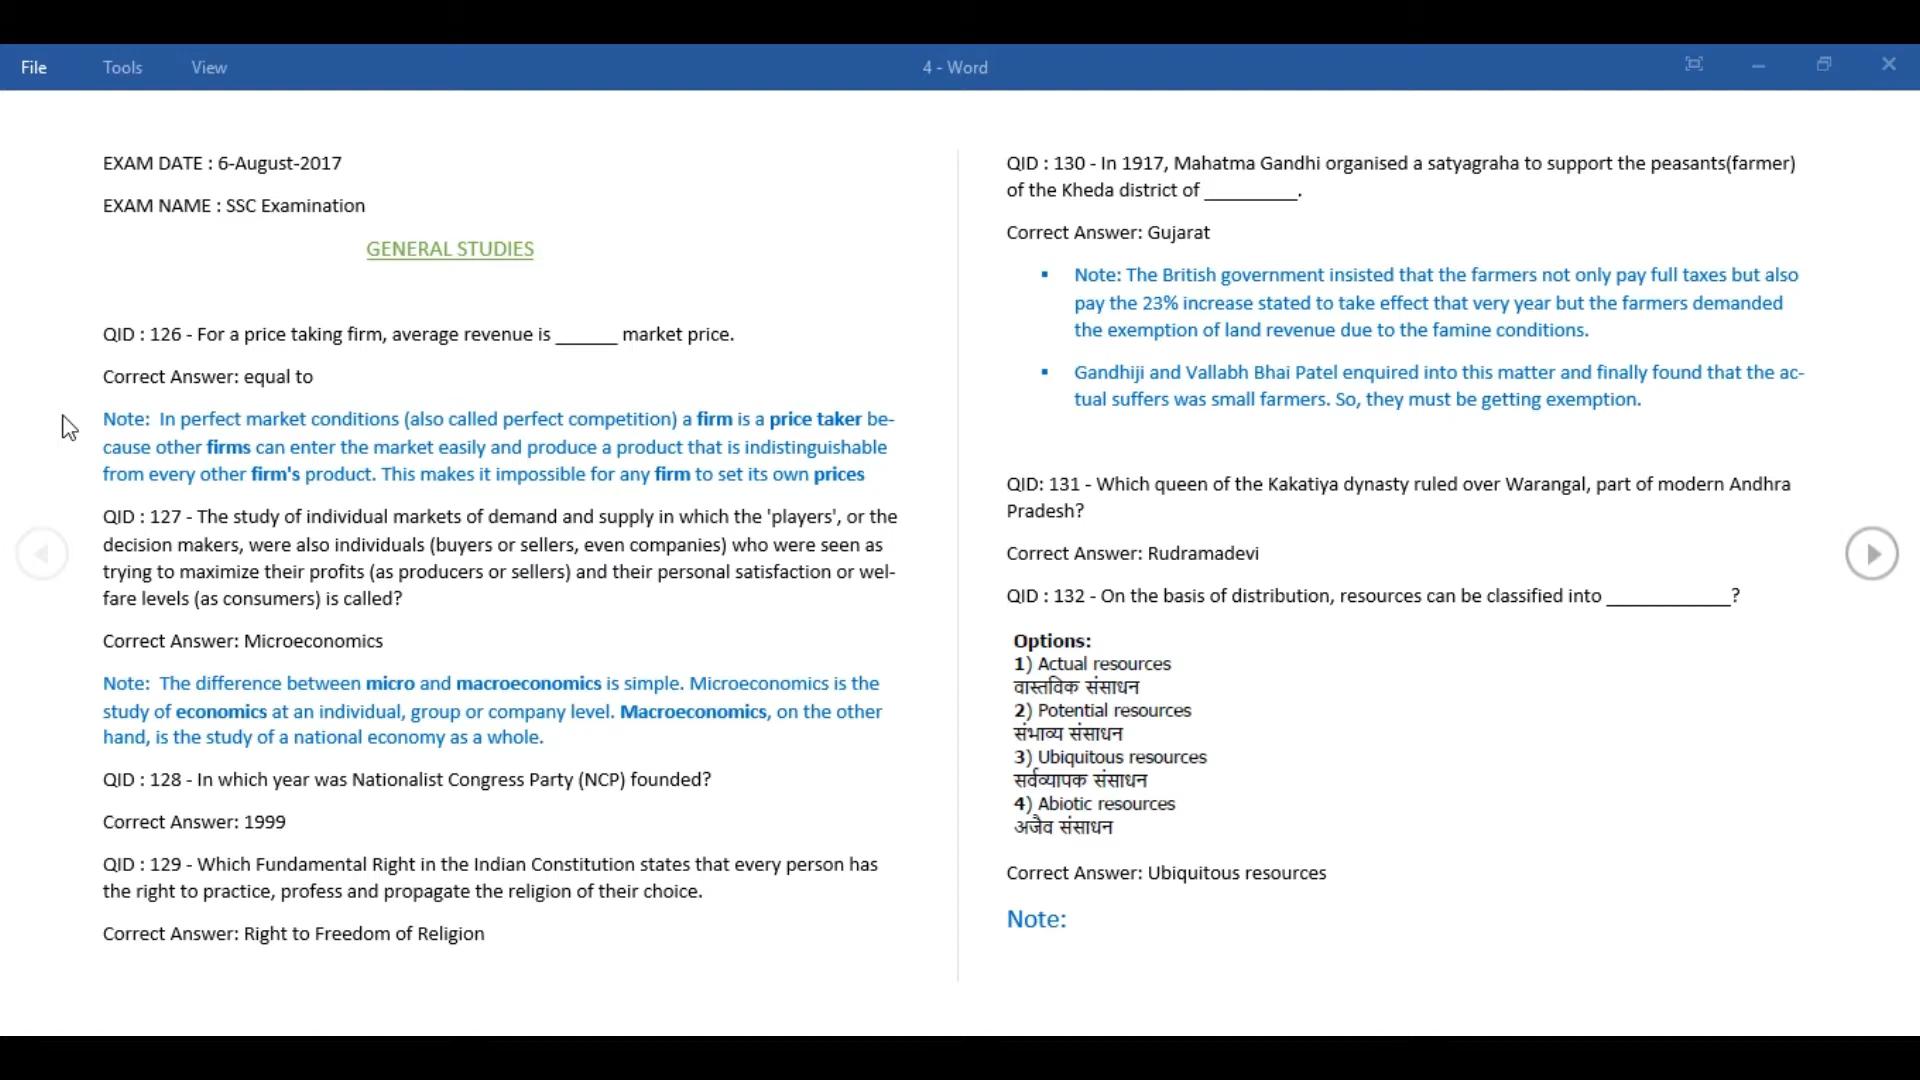 File Tools View 4 - Word
EXAM DATE : 6-August-2017
EXAM NAME : SSC Examination
GENERAL STUDIES
QID : 126 - For a price taking firm, average revenue is ______ market price.
Correct Answer: equal to
Note:  In perfect market conditions (also called perfect competition) a firm is a price taker be-
cause other firms can enter the market easily and produce a product that is indistinguishable
from every other firm's product. This makes it impossible for any firm to set its own prices
QID : 127 - The study of individual markets of demand and supply in which the 'players', or the
decision makers, were also individuals (buyers or sellers, even companies) who were seen as
trying to maximize their profits (as producers or sellers) and their personal satisfaction or wel-
fare levels (as consumers) is called?
Correct Answer: Microeconomics
Note:  The difference between micro and macroeconomics is simple. Microeconomics is the
study of economics at an individual, group or company level. Macroeconomics, on the other
hand, is the study of a national economy as a whole.
QID : 128 - In which year was Nationalist Congress Party (NCP) founded?
Correct Answer: 1999
QID : 129 - Which Fundamental Right in the Indian Constitution states that every person has
the right to practice, profess and propagate the religion of their choice.
Correct Answer: Right to Freedom of Religion
QID : 130 - In 1917, Mahatma Gandhi organised a satyagraha to support the peasants(farmer)
of the Kheda district of _________.
Correct Answer: Gujarat
▪ Note: The British government insisted that the farmers not only pay full taxes but also
pay the 23% increase stated to take effect that very year but the farmers demanded
the exemption of land revenue due to the famine conditions.
▪ Gandhiji and Vallabh Bhai Patel enquired into this matter and finally found that the ac-
tual suffers was small farmers. So, they must be getting exemption.
QID: 131 - Which queen of the Kakatiya dynasty ruled over Warangal, part of modern Andhra
Pradesh?
Correct Answer: Rudramadevi
QID : 132 - On the basis of distribution, resources can be classified into ____________?
Options:
1) Actual resources
वास्तविक संसाधन
2) Potential resources
संभाव्य संसाधन
3) Ubiquitous resources
सर्वव्यापक संसाधन
4) Abiotic resources
अजैव संसाधन
Correct Answer: Ubiquitous resources
Note: